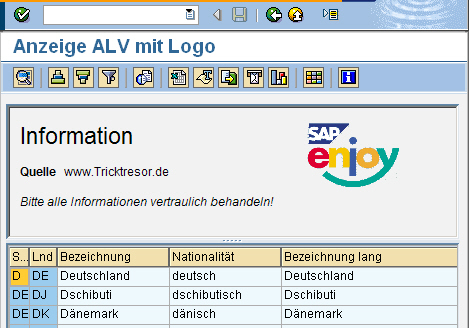 Anzeige ALV mit Logo
Information
SAP
enjoy
Quelle www.Tricktresor.de
Bitte alle Informationen vertraulich behandeln!
S.. Lnd Bezeichnung Nationalität Bezeichnung lang
D DE Deutschland deutsch Deutschland
DE DJ Dschibuti dschibutisch Dschibuti
DE DK Dänemark dänisch Dänemark